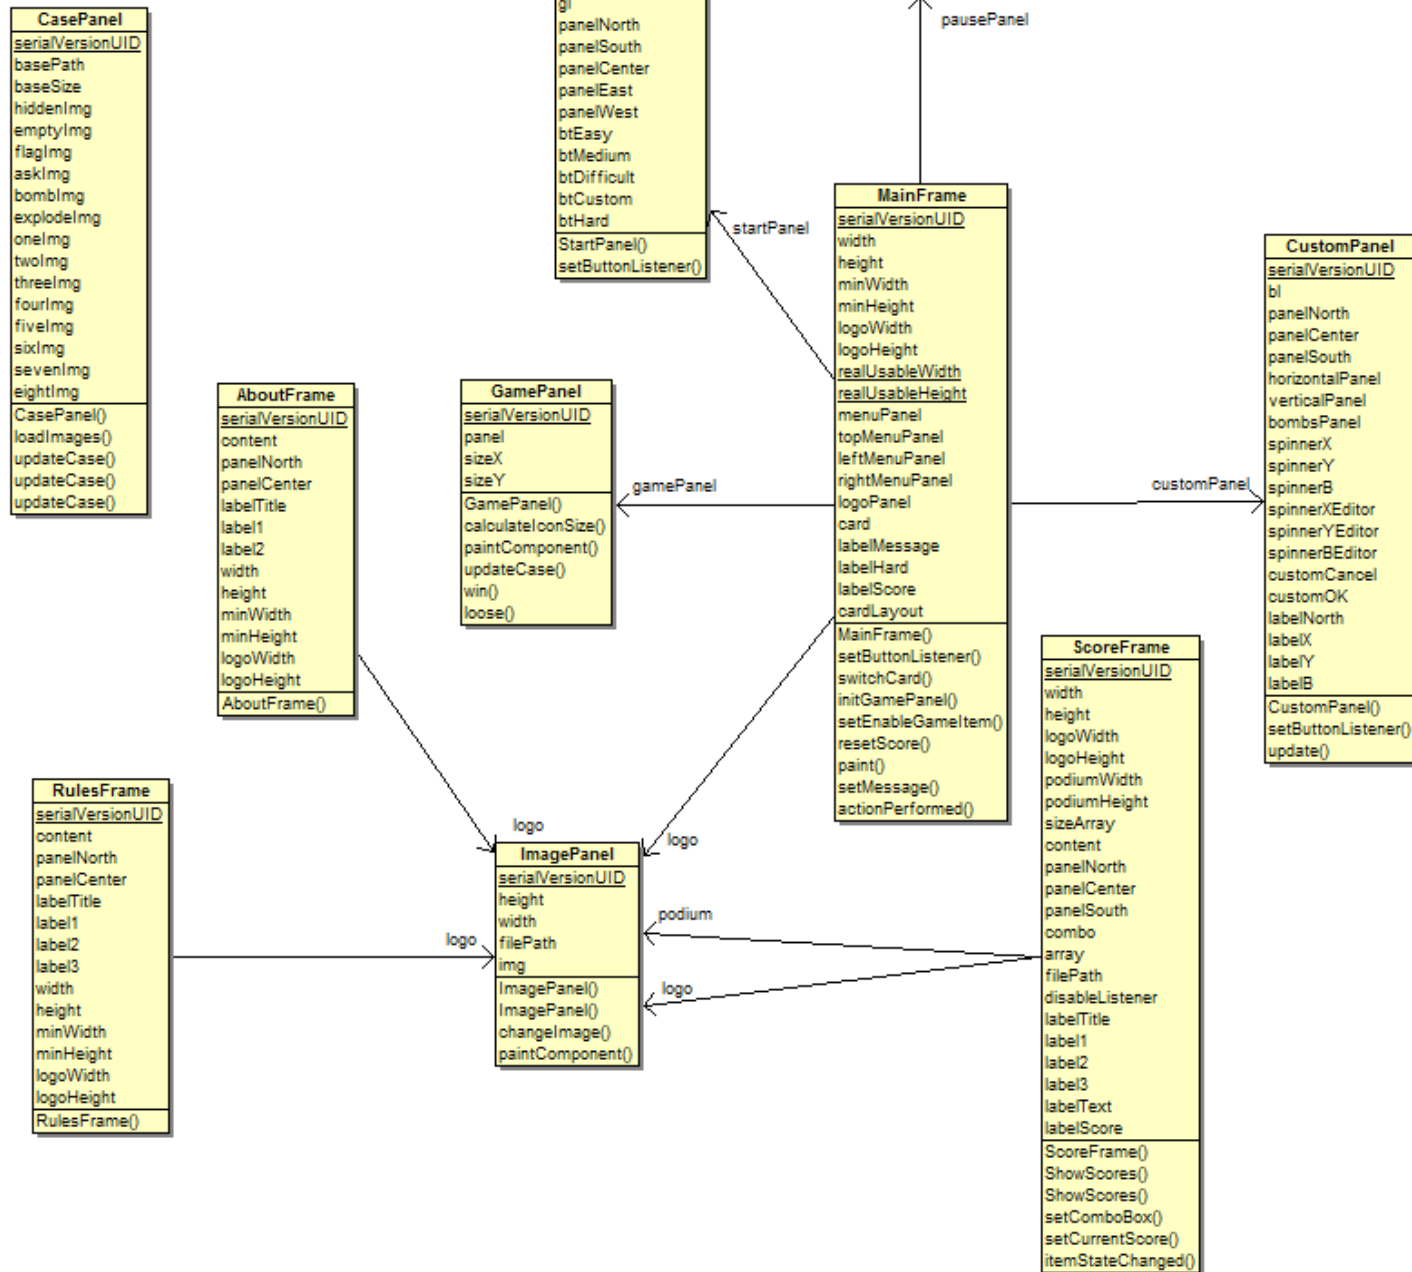 CasePanel
serialVersionUID
basePath
baseSize
hiddenImg
emptyImg
flagImg
askImg
bombImg
explodeImg
oneImg
twoImg
threeImg
fourImg
fiveImg
sixImg
sevenImg
eightImg
CasePanel()
loadImages()
updateCase()
updateCase()
updateCase()
gl
panelNorth
panelSouth
panelCenter
panelEast
panelWest
btEasy
btMedium
btDifficult
btCustom
btHard
StartPanel()
setButtonListener()
pausePanel
startPanel
MainFrame
serialVersionUID
width
height
minWidth
minHeight
logoWidth
logoHeight
realUsableWidth
realUsableHeight
menuPanel
topMenuPanel
leftMenuPanel
rightMenuPanel
logoPanel
card
labelMessage
labelHard
labelScore
cardLayout
MainFrame()
setButtonListener()
switchCard()
initGamePanel()
setEnableGameItem()
resetScore()
paint()
setMessage()
actionPerformed()
customPanel
CustomPanel
serialVersionUID
bl
panelNorth
panelCenter
panelSouth
horizontalPanel
verticalPanel
bombsPanel
spinnerX
spinnerY
spinnerB
spinnerXEditor
spinnerYEditor
spinnerBEditor
customCancel
customOK
labelNorth
labelX
labelY
labelB
CustomPanel()
setButtonListener()
update()
AboutFrame
serialVersionUID
content
panelNorth
panelCenter
labelTitle
label1
label2
width
height
minWidth
minHeight
logoWidth
logoHeight
AboutFrame()
GamePanel
serialVersionUID
panel
sizeX
sizeY
GamePanel()
calculateIconSize()
paintComponent()
updateCase()
win()
loose()
gamePanel
RulesFrame
serialVersionUID
content
panelNorth
panelCenter
labelTitle
label1
label2
label3
width
height
minWidth
minHeight
logoWidth
logoHeight
RulesFrame()
logo
logo
logo
ImagePanel
serialVersionUID
height
width
filePath
img
ImagePanel()
ImagePanel()
changeImage()
paintComponent()
podium
logo
ScoreFrame
serialVersionUID
width
height
logoWidth
logoHeight
podiumWidth
podiumHeight
sizeArray
content
panelNorth
panelCenter
panelSouth
combo
array
filePath
disableListener
labelTitle
label1
label2
label3
labelText
labelScore
ScoreFrame()
ShowScores()
ShowScores()
setComboBox()
setCurrentScore()
itemStateChanged()